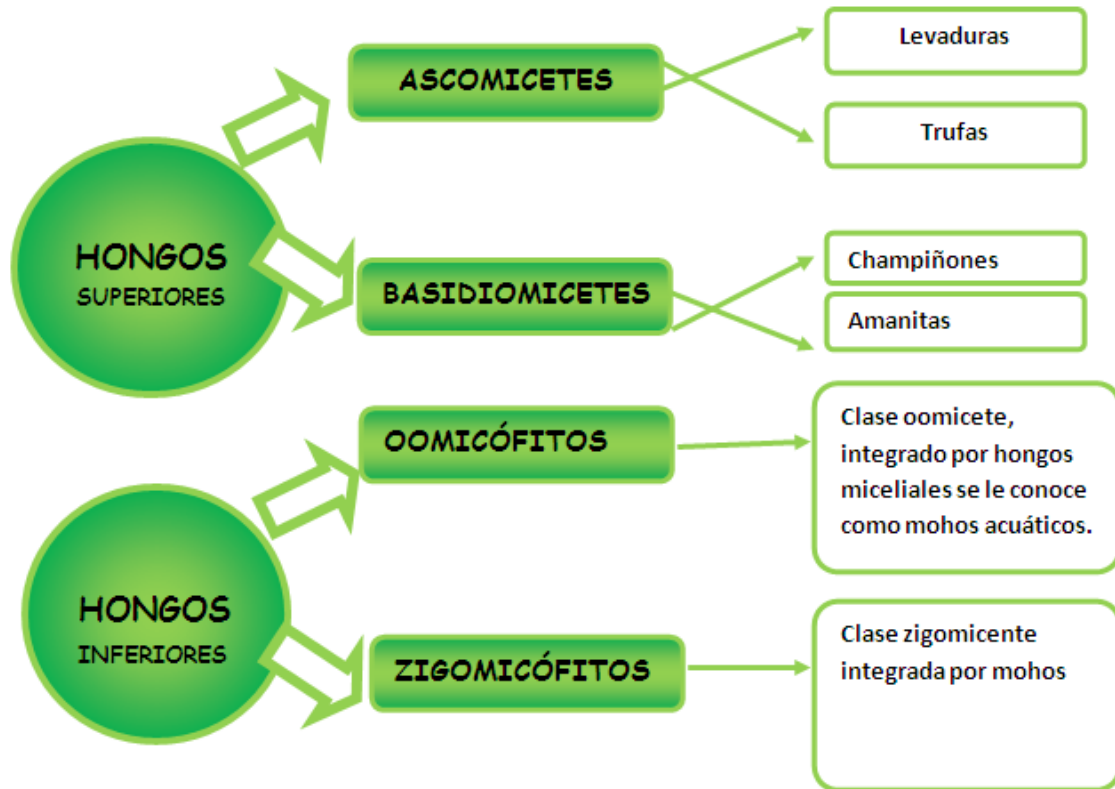 HONGOS
SUPERIORES
ASCOMICETES
Levaduras
Trufas
BASIDIOMICETES
Champiñones
Amanitas
HONGOS
INFERIORES
OOMICÓFITOS
Clase oomicete,
integrado por hongos
miceliales se le conoce
como mohos acuáticos.
ZIGOMICÓFITOS
Clase zigomicente
integrada por mohos